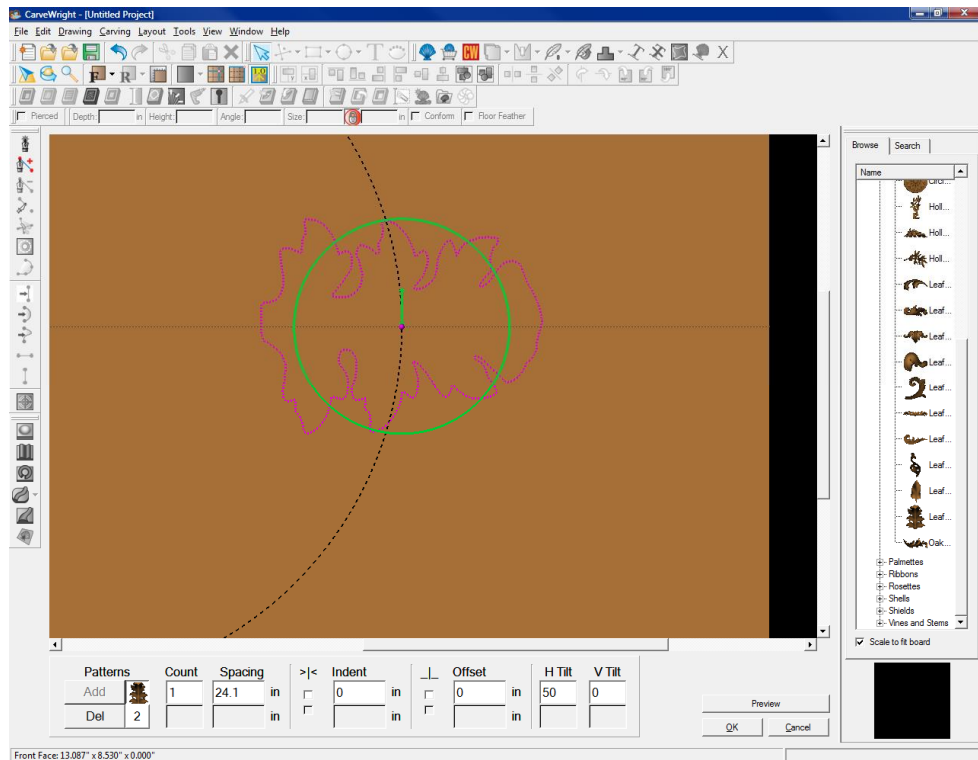 CarveWright - [Untitled Project]
File Edit Drawing Carving Layout Tools View Window Help
CW X
F R
Pierced Depth: in Height: Angle: Size: in Conform Floor Feather
Browse Search
Name
Circl...
Holl...
Holl...
Holl...
Leaf...
Leaf...
Leaf...
Leaf...
Leaf...
Leaf...
Leaf...
Leaf...
Leaf...
Leaf...
Oak...
Palmettes
Ribbons
Rosettes
Shells
Shields
Vines and Stems
Scale to fit board
Patterns Count Spacing >|< Indent _|_ Offset H Tilt V Tilt
Add 1 24.1 in 0 in 0 in 50 0
Del 2 in in in
Preview
OK Cancel
Front Face: 13.087" x 8.530" x 0.000"